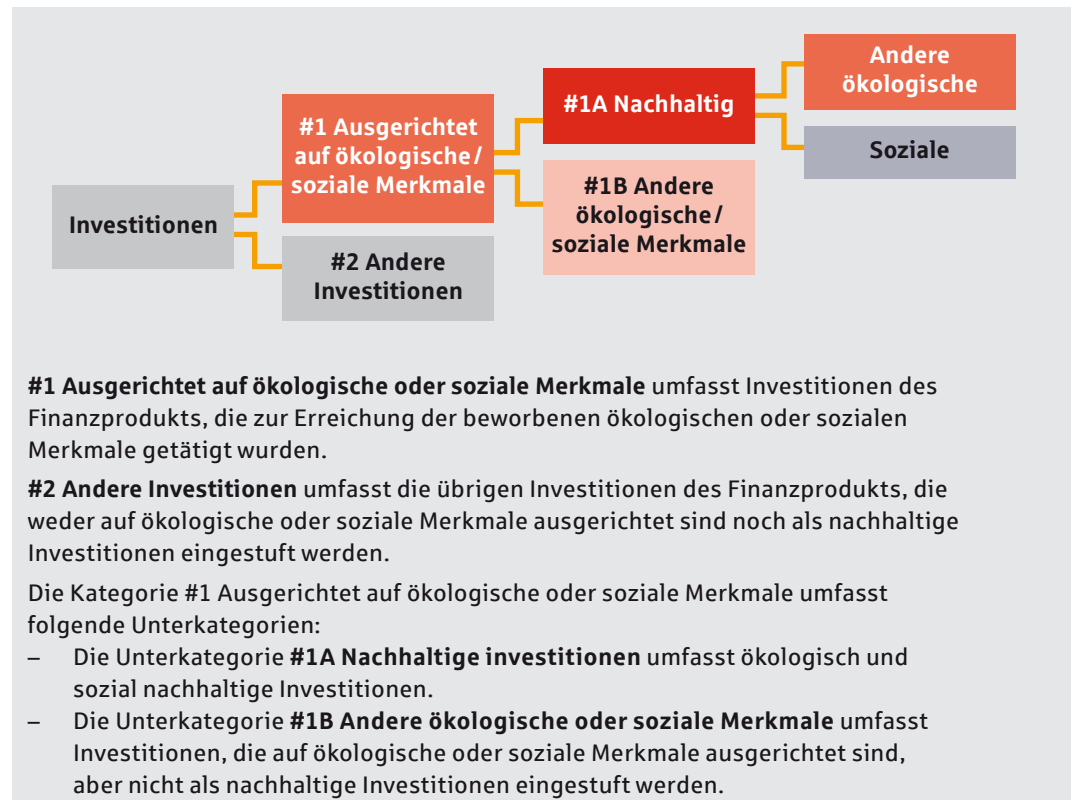 Investitionen
#1 Ausgerichtet
auf ökologische/
soziale Merkmale
#2 Andere
Investitionen
#1A Nachhaltig
#1B Andere
ökologische/
soziale Merkmale
Andere
ökologische
Soziale
#1 Ausgerichtet auf ökologische oder soziale Merkmale umfasst Investitionen des
Finanzprodukts, die zur Erreichung der beworbenen ökologischen oder sozialen
Merkmale getätigt wurden.
#2 Andere Investitionen umfasst die übrigen Investitionen des Finanzprodukts, die
weder auf ökologische oder soziale Merkmale ausgerichtet sind noch als nachhaltige
Investitionen eingestuft werden.
Die Kategorie #1 Ausgerichtet auf ökologische oder soziale Merkmale umfasst
folgende Unterkategorien:
– Die Unterkategorie #1A Nachhaltige investitionen umfasst ökologisch und
sozial nachhaltige Investitionen.
– Die Unterkategorie #1B Andere ökologische oder soziale Merkmale umfasst
Investitionen, die auf ökologische oder soziale Merkmale ausgerichtet sind,
aber nicht als nachhaltige Investitionen eingestuft werden.